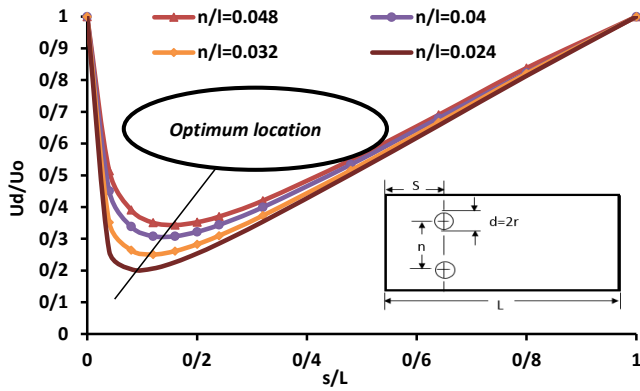 n/l=0.048 n/l=0.04
n/l=0.032 n/l=0.024
1
0/9
0/8
0/7
0/6
0/5
0/4
0/3
0/2
0/1
0
Ud/Uo
Optimum location
S
d=2r
n
L
0 0/2 0/4 0/6 0/8 1
s/L